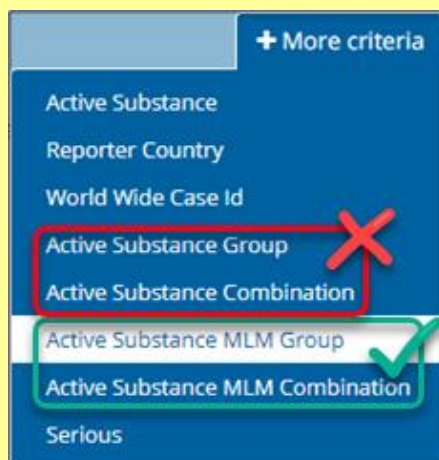 + More criteria
Active Substance
Reporter Country
World Wide Case Id
Active Substance Group
Active Substance Combination
Active Substance MLM Group
Active Substance MLM Combination
Serious